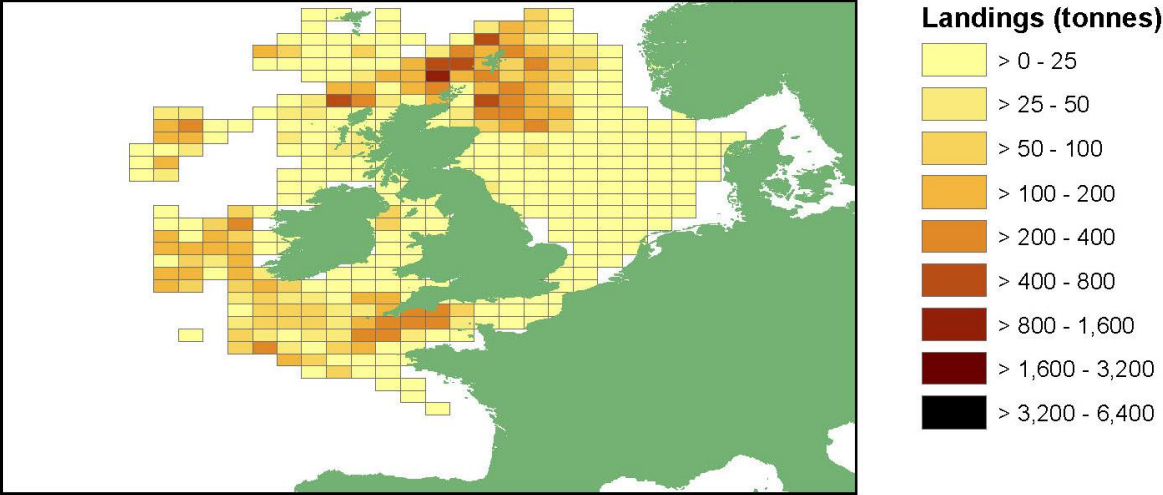 Landings (tonnes)
> 0 - 25
> 25 - 50
> 50 - 100
> 100 - 200
> 200 - 400
> 400 - 800
> 800 - 1,600
> 1,600 - 3,200
> 3,200 - 6,400